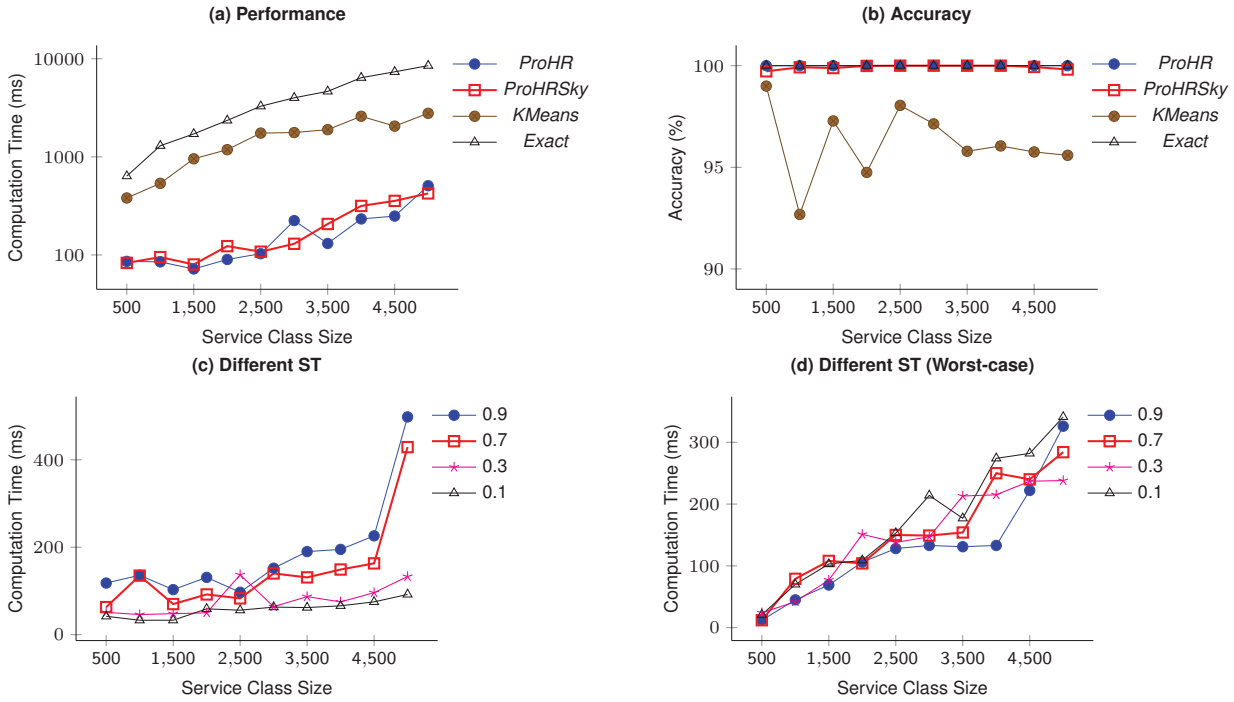 (a) Performance
10000
1000
100
500
1,500
2,500
3,500
4,500
Computation Time (ms)
Service Class Size
ProHR
ProHRSky
KMeans
Exact
(b) Accuracy
100
95
90
500
1,500
2,500
3,500
4,500
Accuracy (%)
Service Class Size
ProHR
ProHRSky
KMeans
Exact
(c) Different ST
400
200
0
500
1,500
2,500
3,500
4,500
Computation Time (ms)
Service Class Size
0.9
0.7
0.3
0.1
(d) Different ST (Worst-case)
300
200
100
0
500
1,500
2,500
3,500
4,500
Computation Time (ms)
Service Class Size
0.9
0.7
0.3
0.1